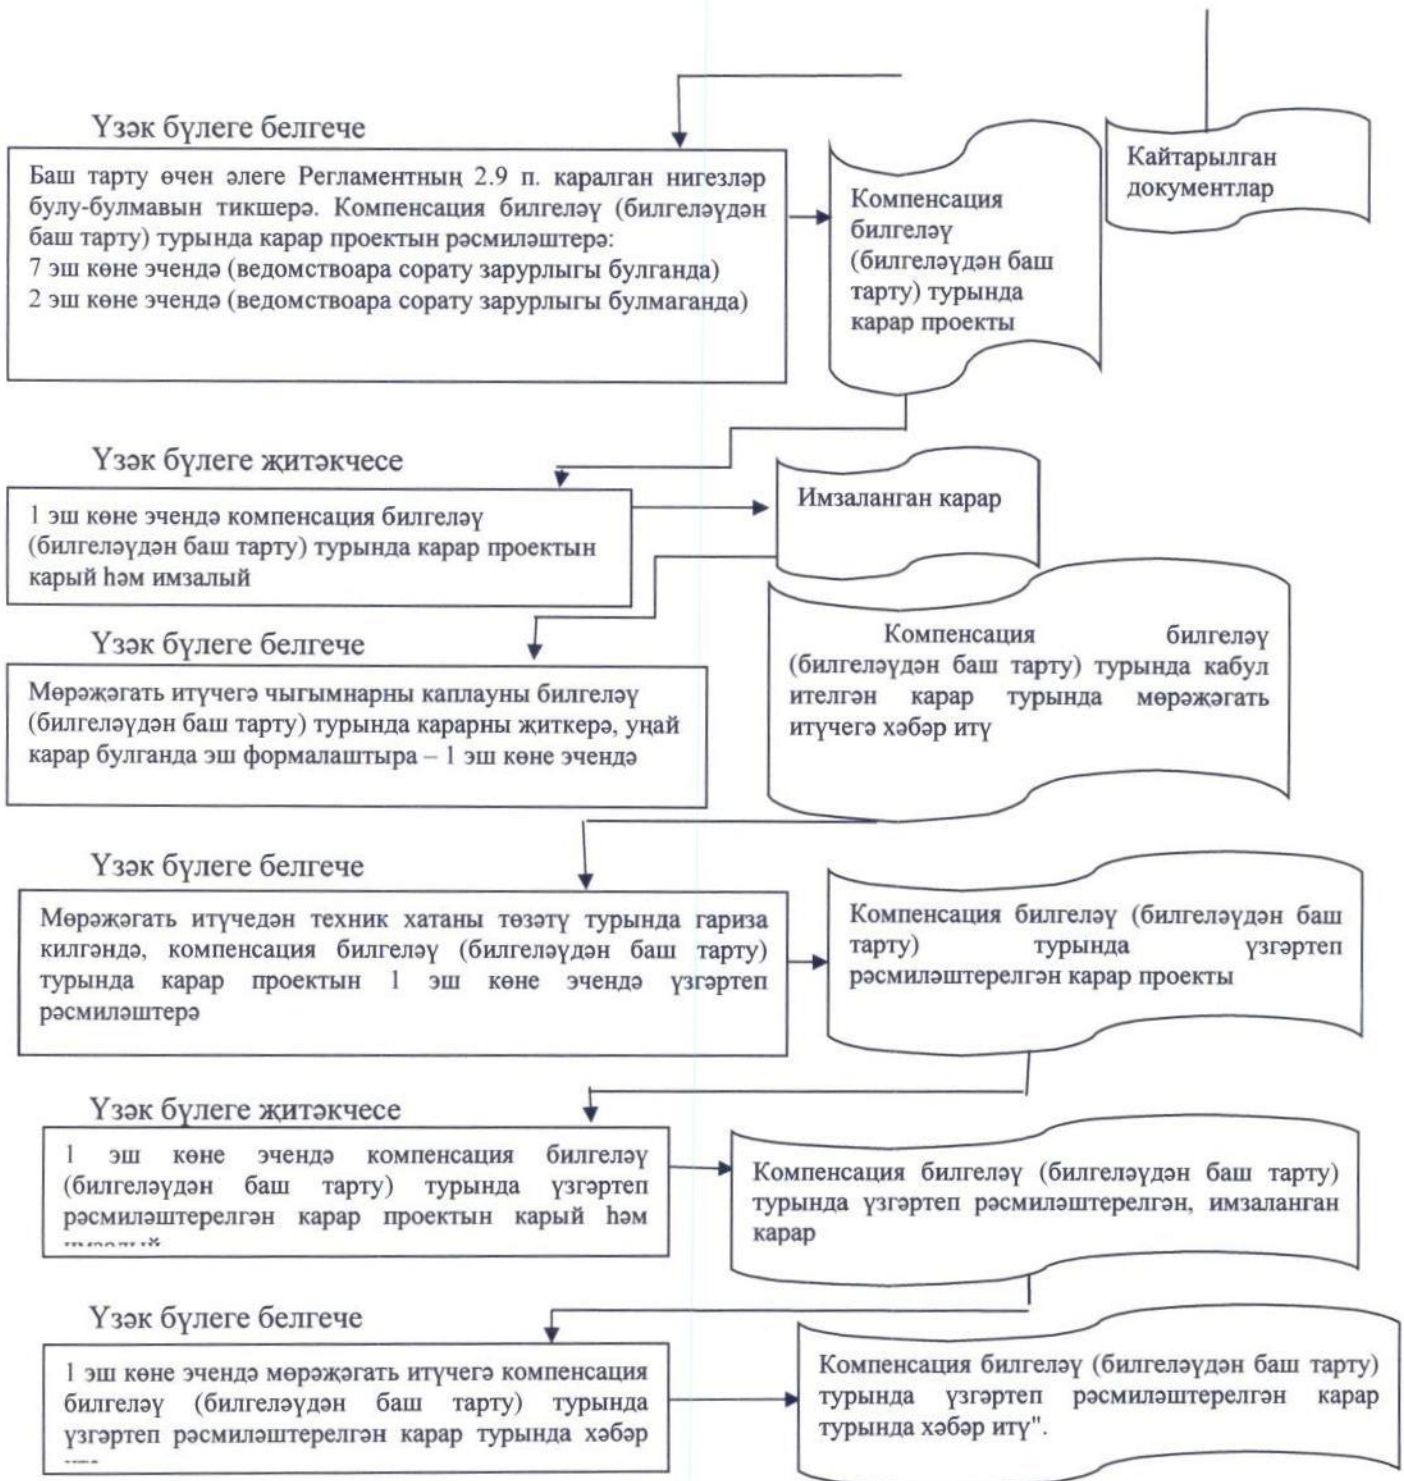 Үзәк бүлеге белгече
Баш тарту өчен әлеге Регламентның 2.9 п. каралган нигезләр
булу-булмавын тикшерә. Компенсация билгеләү (билгеләүдән
баш тарту) турында карар проектын рәсмиләштерә:
7 эш көне эчендә (ведомствоара сорату зарурлыгы булганда)
2 эш көне эчендә (ведомствоара сорату зарурлыгы булмаганда)
Компенсация
билгеләү
(билгеләүдән баш
тарту) турында
карар проекты
Кайтарылган
документлар
Үзәк бүлеге җитәкчесе
1 эш көне эчендә компенсация билгеләү
(билгеләүдән баш тарту) турында карар проектын
карый һәм имзалый
Имзаланган карар
Үзәк бүлеге белгече
Мөрәҗәгать итүчегә чыгымнарны каплауны билгеләү
(билгеләүдән баш тарту) турында карарны җиткерә, уңай
карар булганда эш формалаштыра – 1 эш көне эчендә
Компенсация билгеләү
(билгеләүдән баш тарту) турында кабул
ителгән карар турында мөрәҗәгать
итүчегә хәбәр итү
Үзәк бүлеге белгече
Мөрәҗәгать итүчедән техник хатаны төзәтү турында гариза
килгәндә, компенсация билгеләү (билгеләүдән баш тарту)
турында карар проектын 1 эш көне эчендә үзгәртеп
рәсмиләштерә
Компенсация билгеләү (билгеләүдән баш
тарту) турында үзгәртеп
рәсмиләштерелгән карар проекты
Үзәк бүлеге җитәкчесе
1 эш көне эчендә компенсация билгеләү
(билгеләүдән баш тарту) турында үзгәртеп
рәсмиләштерелгән карар проектын карый һәм
Компенсация билгеләү (билгеләүдән баш тарту)
турында үзгәртеп рәсмиләштерелгән, имзаланган
карар
Үзәк бүлеге белгече
1 эш көне эчендә мөрәҗәгать итүчегә компенсация
билгеләү (билгеләүдән баш тарту) турында
үзгәртеп рәсмиләштерелгән карар турында хәбәр
Компенсация билгеләү (билгеләүдән баш тарту)
турында үзгәртеп рәсмиләштерелгән карар
турында хәбәр итү".